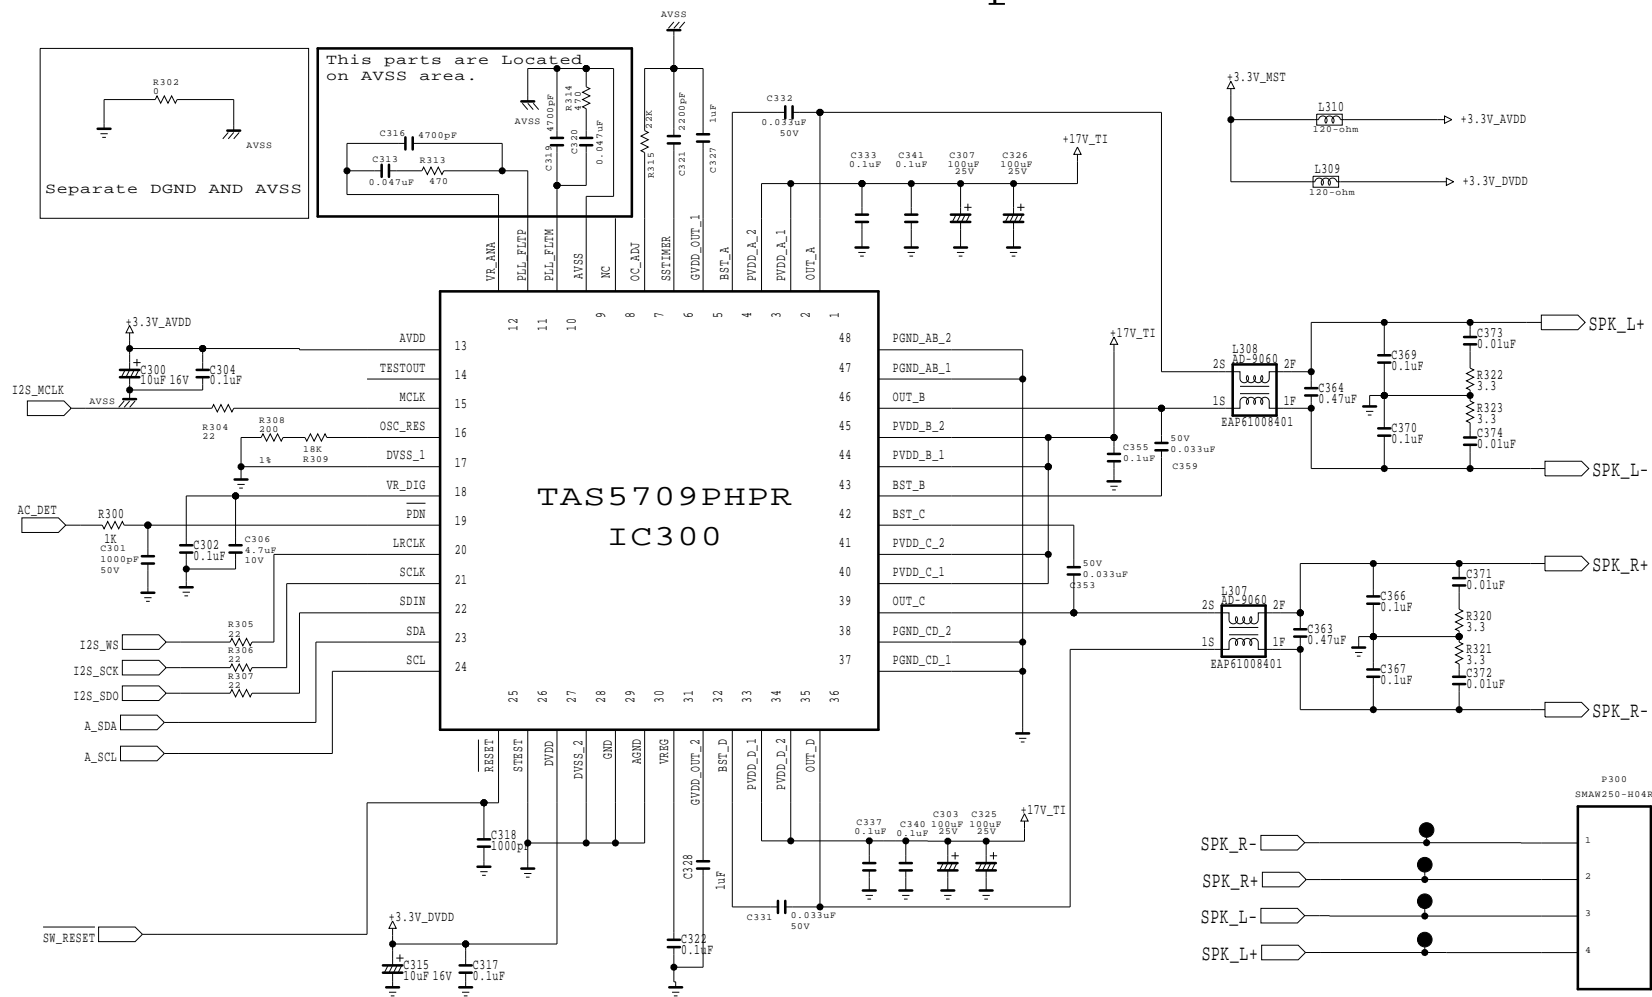 AVSS
This parts are Located
on AVSS area.
R302
0
AVSS
Separate DGND AND AVSS
C316
4700pF
C313
0.047uF
R313
470
AVSS
4700pF
C319
R314
470
C320
0.047uF
R315
22K
C321
2200pF
C327
1uF
C332
0.033uF
50V
+17V_TI
C333
0.1uF
C341
0.1uF
C307
100uF
25V
C326
100uF
25V
+3.3V_MST
L310
120-ohm
+3.3V_AVDD
L309
120-ohm
+3.3V_DVDD
VR_ANA
PLL_FLTP
PLL_FLTM
AVSS
NC
OC_ADJ
SSTIMER
GVDD_OUT_1
BST_A
PVDD_A_2
PVDD_A_1
OUT_A
12
11
10
9
8
7
6
5
4
3
2
1
+3.3V_AVDD
C300
10uF 16V
C304
0.1uF
AVSS
I2S_MCLK
R304
22
R308
200
1%
18K
R309
AC_DET
R300
1K
C301
1000pF
50V
C302
0.1uF
C306
4.7uF
10V
R305
22
I2S_WS
R306
22
I2S_SCK
R307
22
I2S_SDO
A_SDA
A_SCL
AVDD
13
TESTOUT
14
MCLK
15
OSC_RES
16
DVSS_1
17
VR_DIG
18
PDN
19
LRCLK
20
SCLK
21
SDIN
22
SDA
23
SCL
24
TAS5709PHPR
IC300
48
PGND_AB_2
47
PGND_AB_1
46
OUT_B
45
PVDD_B_2
44
PVDD_B_1
43
BST_B
42
BST_C
41
PVDD_C_2
40
PVDD_C_1
39
OUT_C
38
PGND_CD_2
37
PGND_CD_1
+17V_TI
C355
0.1uF
50V
0.033uF
C359
50V
0.033uF
C353
L308
AD-9060
2S
2F
1S
1F
EAP61008401
C364
0.47uF
C369
0.1uF
C370
0.1uF
C373
0.01uF
R322
3.3
R323
3.3
C374
0.01uF
SPK_L+
SPK_L-
L307
AD-9060
2S
2F
1S
1F
EAP61008401
C363
0.47uF
C366
0.1uF
C367
0.1uF
C371
0.01uF
R320
3.3
R321
3.3
C372
0.01uF
SPK_R+
SPK_R-
25
26
27
28
29
30
31
32
33
34
35
36
RESET
STEST
DVDD
DVSS_2
GND
AGND
VREG
GVDD_OUT_2
BST_D
PVDD_D_1
PVDD_D_2
OUT_D
C318
1000pF
SW_RESET
+3.3V_DVDD
C315
10uF 16V
C317
0.1uF
C328
1uF
C322
0.1uF
C331
0.033uF
50V
C337
0.1uF
C340
0.1uF
C303
100uF
25V
C325
100uF
25V
+17V_TI
P300
SMAW250-H04R
SPK_R-
1
SPK_R+
2
SPK_L-
3
SPK_L+
4